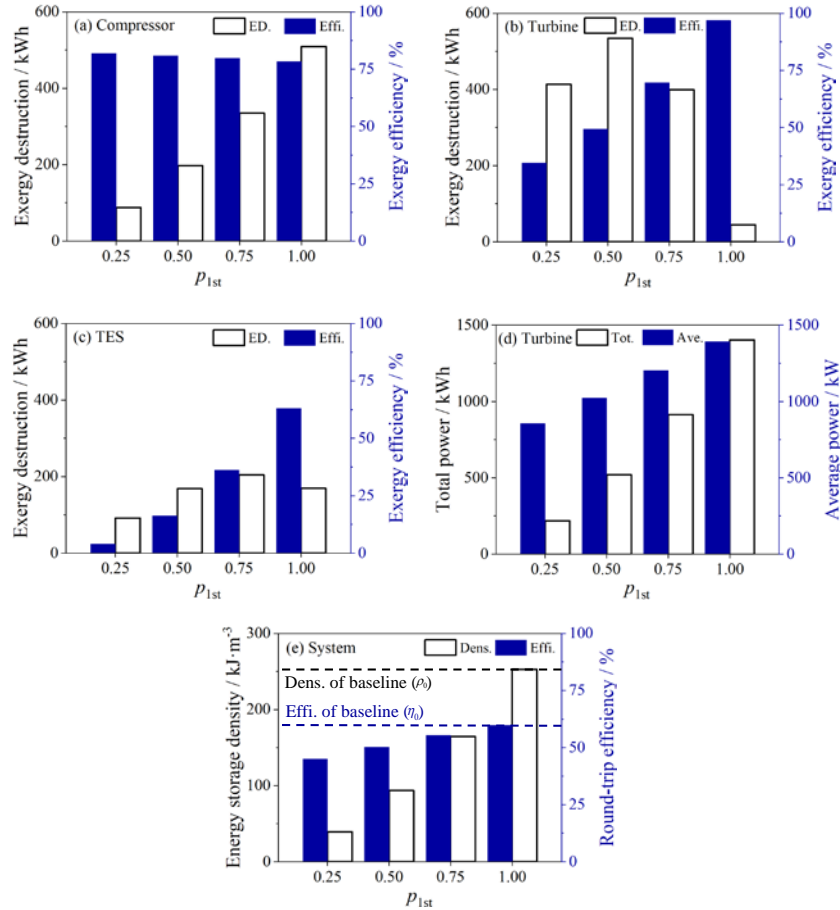 (a) Compressor ED. Effi.
Exergy destruction / kWh
600
400
200
0
100
75
50
25
0
Exergy efficiency / %
0.25 0.50 0.75 1.00
p1st
(b) Turbine ED. Effi.
Exergy destruction / kWh
600
400
200
0
100
75
50
25
0
Exergy efficiency / %
0.25 0.50 0.75 1.00
p1st
(c) TES ED. Effi.
Exergy destruction / kWh
600
400
200
0
100
75
50
25
0
Exergy efficiency / %
0.25 0.50 0.75 1.00
p1st
(d) Turbine Tot. Ave.
Total power / kWh
1500
1000
500
0
1500
1000
500
0
Average power / kW
0.25 0.50 0.75 1.00
p1st
(e) System Dens. Effi.
Energy storage density / kJ·m-3
300
200
100
0
Dens. of baseline (ρ0)
Effi. of baseline (η0)
100
75
50
25
0
Round-trip efficiency / %
0.25 0.50 0.75 1.00
p1st